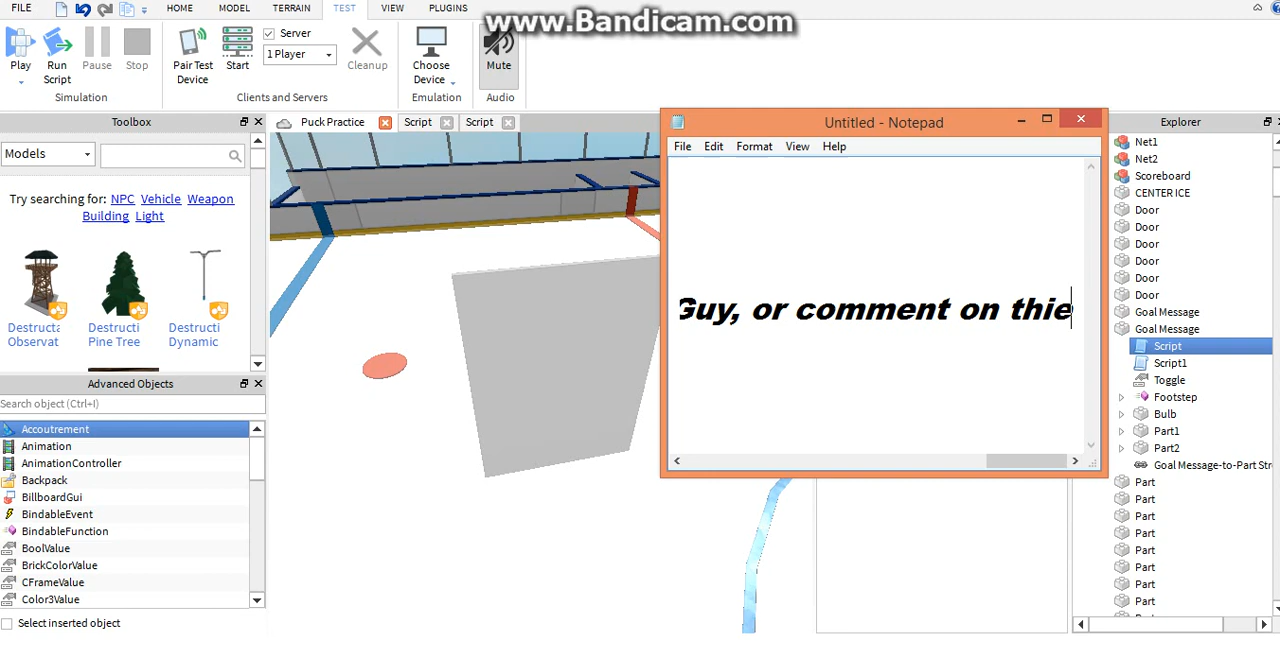 FILE HOME MODEL TERRAIN TEST VIEW PLUGINS
www.Bandicam.com
Play
Run Script
Pause
Stop
Pair Test Device
Start
Server
1 Player
Cleanup
Choose Device
Mute
Simulation
Clients and Servers
Emulation
Audio
Toolbox
Models
Try searching for: NPC Vehicle Weapon
Building Light
Destructa Observat
Destructi Pine Tree
Destructi Dynamic
Advanced Objects
Search object (Ctrl+I)
Accoutrement
Animation
AnimationController
Backpack
BillboardGui
BindableEvent
BindableFunction
BoolValue
BrickColorValue
CFrameValue
Color3Value
Select inserted object
Puck Practice
Script
Script
Untitled - Notepad
File Edit Format View Help
Guy, or comment on thie
Explorer
Net1
Net2
Scoreboard
CENTER ICE
Door
Door
Door
Door
Door
Door
Goal Message
Goal Message
Script
Script1
Toggle
Footstep
Bulb
Part1
Part2
Goal Message-to-Part Str
Part
Part
Part
Part
Part
Part
Part
Part